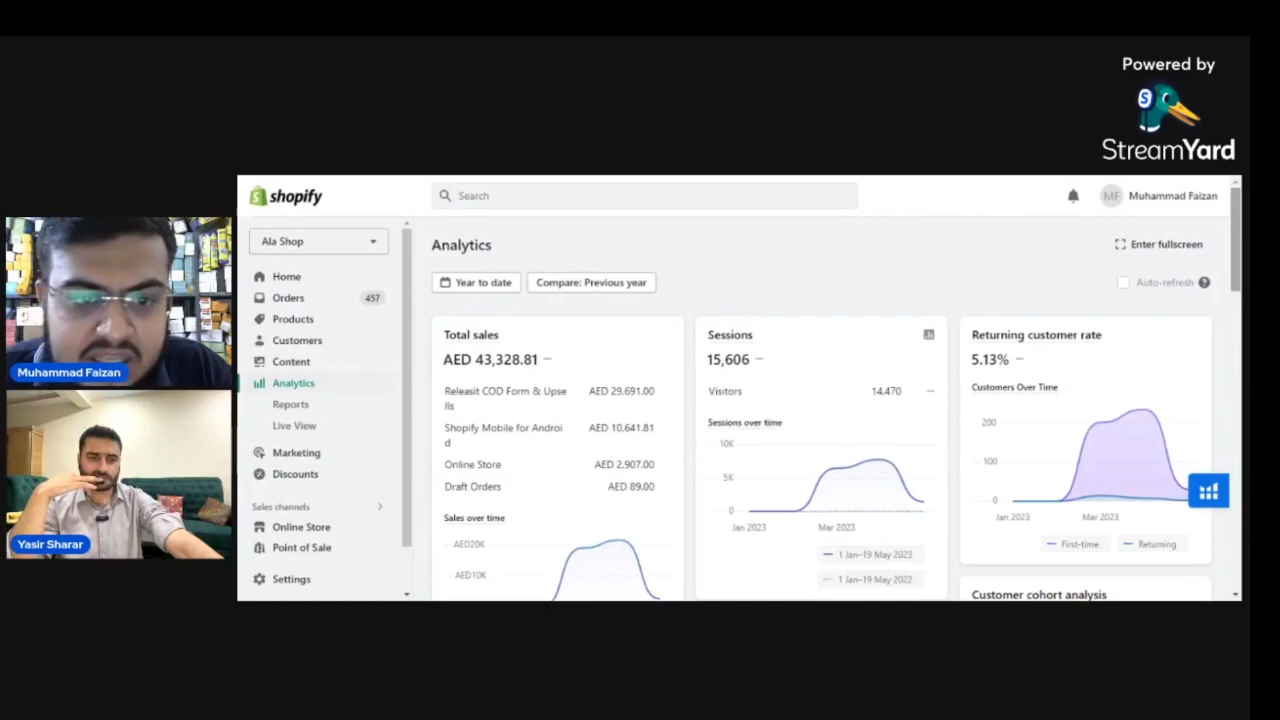 Powered by
StreamYard
shopify
Search
MF Muhammad Faizan
Ala Shop
Home
Orders 457
Products
Customers
Content
Analytics
Reports
Live View
Marketing
Discounts
Sales channels
Online Store
Point of Sale
Settings
Analytics
Enter fullscreen
Year to date
Compare: Previous year
Auto-refresh
Total sales
AED 43,328.81
Releasit COD Form & Upse
lls
AED 29,691.00
Shopify Mobile for Androi
d
AED 10,641.81
Online Store AED 2,907.00
Draft Orders AED 89.00
Sales over time
AED20K
AED10K
Sessions
15,606
Visitors 14,470
Sessions over time
10K
5K
0
Jan 2023 Mar 2023
1 Jan–19 May 2023
1 Jan–19 May 2022
Returning customer rate
5.13%
Customers Over Time
200
100
0
Jan 2023 Mar 2023
First-time Returning
Customer cohort analysis
Muhammad Faizan
Yasir Sharar